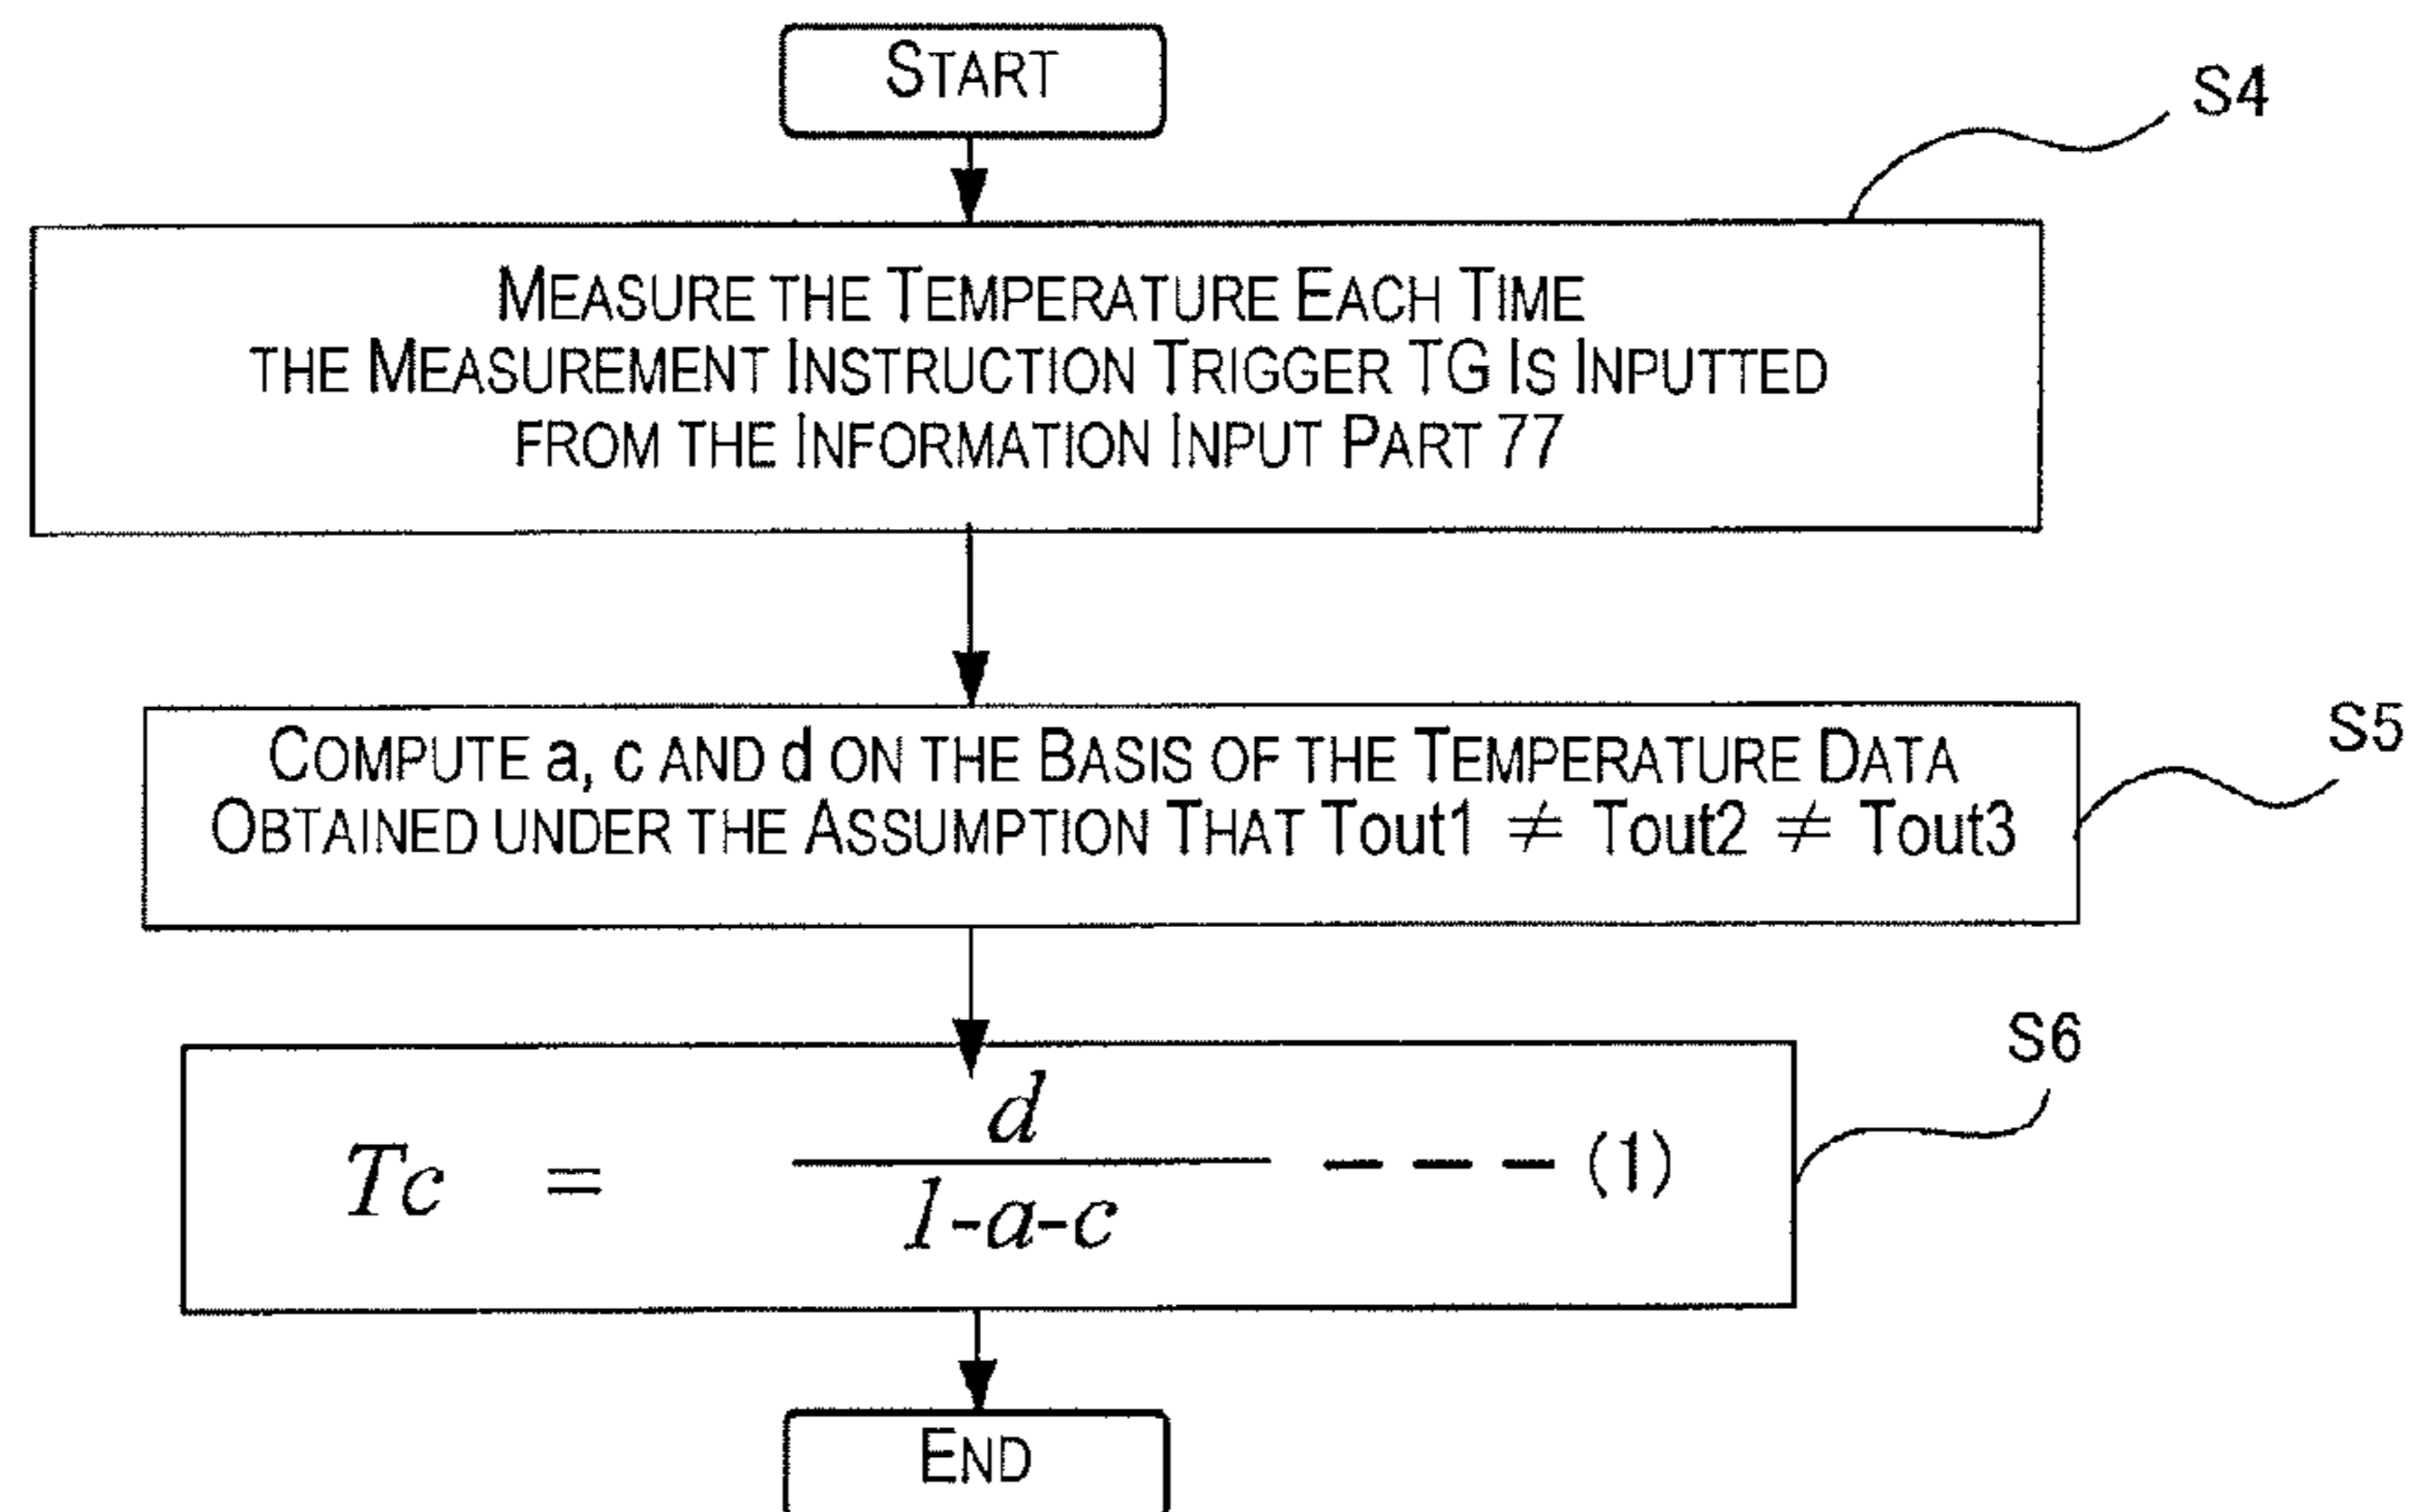 START
S4
MEASURE THE TEMPERATURE EACH TIME
THE MEASUREMENT INSTRUCTION TRIGGER TG IS INPUTTED
FROM THE INFORMATION INPUT PART 77
COMPUTE a, c AND d ON THE BASIS OF THE TEMPERATURE DATA
OBTAINED UNDER THE ASSUMPTION THAT Tout1 ≠ Tout2 ≠ Tout3
S5
S6
Tc = d / 1-a-c --- (1)
END